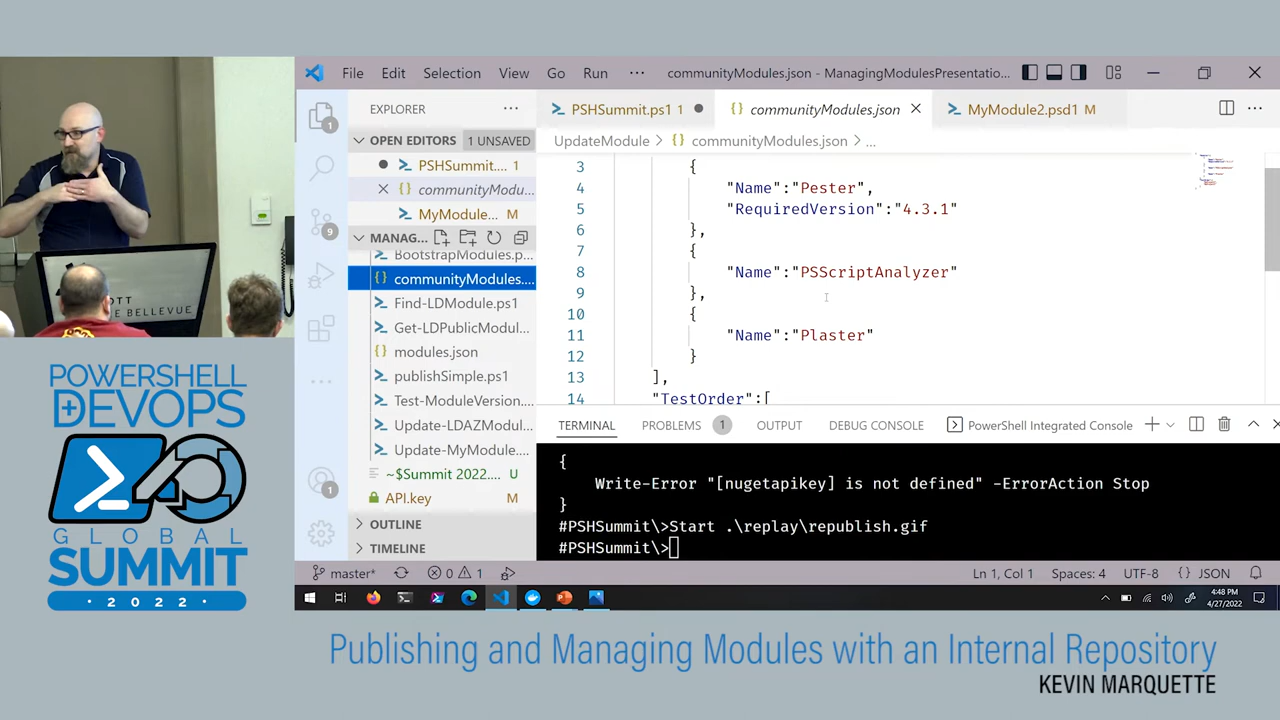 File Edit Selection View Go Run ··· communityModules.json - ManagingModulesPresentatio...
EXPLORER ···
PSHSummit.ps1 1
communityModules.json
MyModule2.psd1 M
OPEN EDITORS 1 UNSAVED
UpdateModule > {} communityModules.json > ...
PSHSummit... 1
communityModu...
MyModule... M
MANAG...
BootstrapModules.p...
communityModules....
Find-LDModule.ps1
Get-LDPublicModul...
modules.json
publishSimple.ps1
Test-ModuleVersion....
Update-LDAZModul...
Update-MyModule....
~$Summit 2022.... U
API.key M
OUTLINE
TIMELINE
3 {
4 "Name":"Pester",
5 "RequiredVersion":"4.3.1"
6 },
7 {
8 "Name":"PSScriptAnalyzer"
9 },
10 {
11 "Name":"Plaster"
12 }
13 ],
14 "TestOrder":[
TERMINAL PROBLEMS 1 OUTPUT DEBUG CONSOLE PowerShell Integrated Console
{
Write-Error "[nugetapikey] is not defined" -ErrorAction Stop
}
#PSHSummit\>Start .\replay\republish.gif
#PSHSummit\>
1
9
1
master* 0 1 Ln 1, Col 1 Spaces: 4 UTF-8 {} JSON
4:48 PM
4/27/2022
BELLEVUE
POWERSHELL
+DEVOPS
GLOBAL
SUMMIT
· 2022 ·
Publishing and Managing Modules with an Internal Repository
KEVIN MARQUETTE